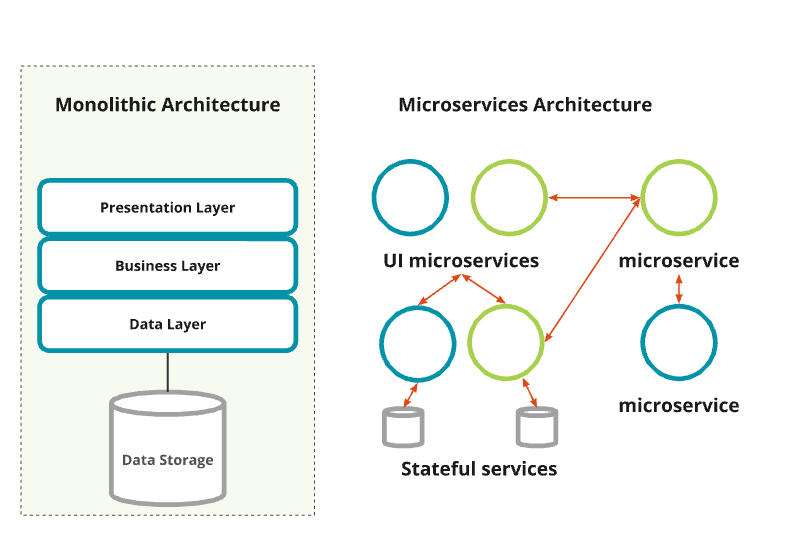 Monolithic Architecture
Presentation Layer
Business Layer
Data Layer
Data Storage
Microservices Architecture
UI microservices
microservice
microservice
Stateful services